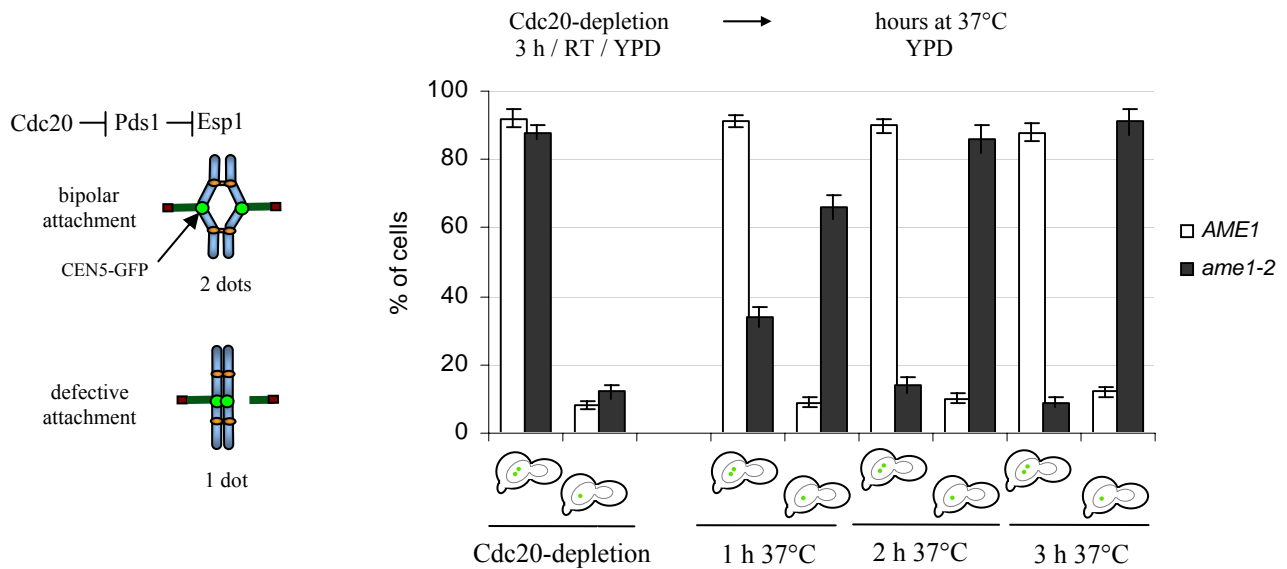 Cdc20-depletion → hours at 37°C
3 h / RT / YPD YPD
Cdc20 ⊣ Pds1 ⊣ Esp1
bipolar
attachment
CEN5-GFP
2 dots
defective
attachment
1 dot
% of cells
100
80
60
40
20
0
AME1
ame1-2
Cdc20-depletion 1 h 37°C 2 h 37°C 3 h 37°C